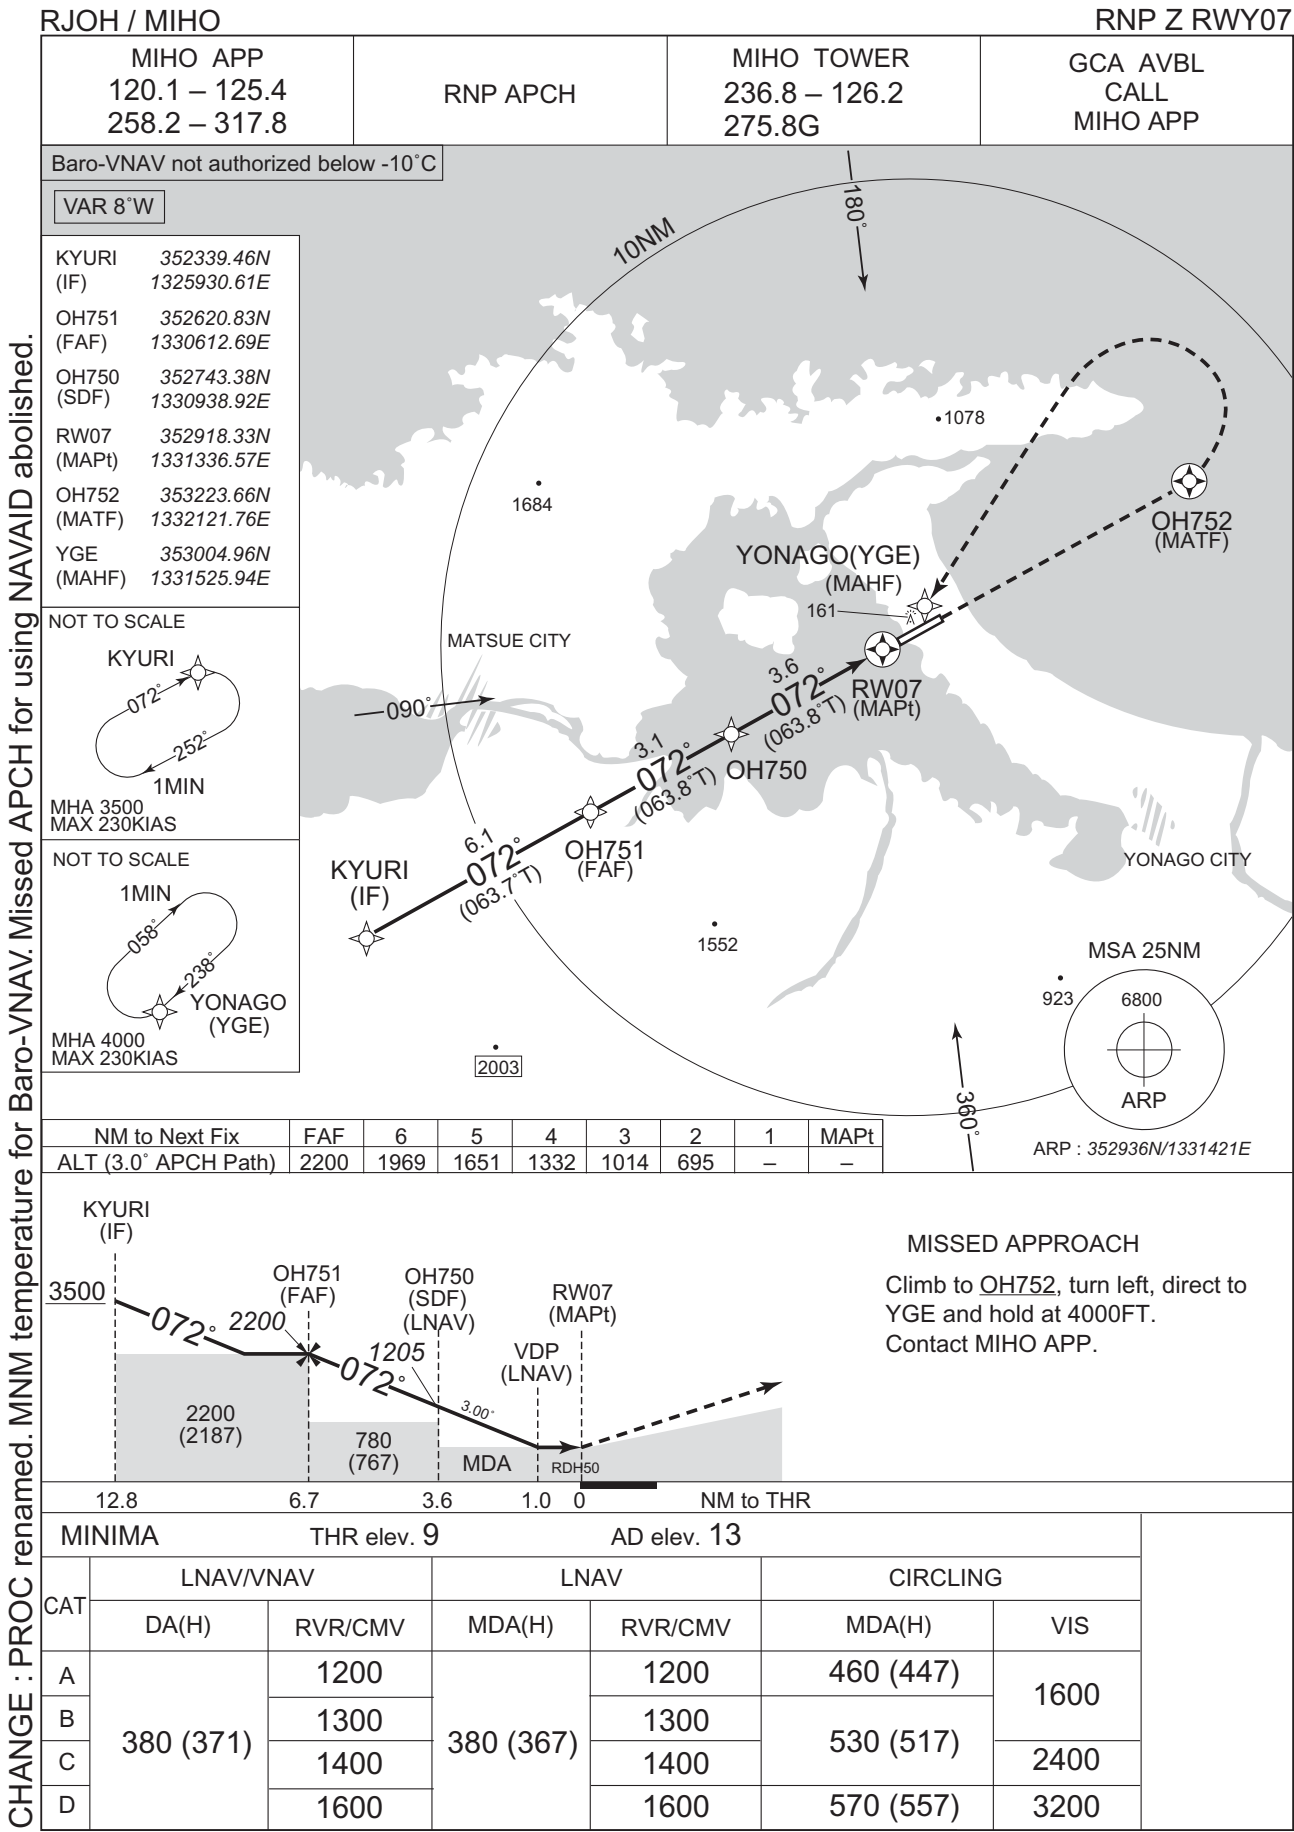 RJOH / MIHO
RNP Z RWY07
MIHO APP
120.1 – 125.4
258.2 – 317.8
RNP APCH
MIHO TOWER
236.8 – 126.2
275.8G
GCA AVBL
CALL
MIHO APP
Baro-VNAV not authorized below -10˚C
VAR 8˚W
KYURI 352339.46N
(IF) 1325930.61E
OH751 352620.83N
(FAF) 1330612.69E
OH750 352743.38N
(SDF) 1330938.92E
RW07 352918.33N
(MAPt) 1331336.57E
OH752 353223.66N
(MATF) 1332121.76E
YGE 353004.96N
(MAHF) 1331525.94E
NOT TO SCALE
KYURI
072˚
252˚
1MIN
MHA 3500
MAX 230KIAS
NOT TO SCALE
1MIN
058˚
238˚
YONAGO
(YGE)
MHA 4000
MAX 230KIAS
10NM
180˚
1078
1684
OH752
(MATF)
YONAGO(YGE)
(MAHF)
161
MATSUE CITY
090˚
3.6
072˚
(063.8˚T)
RW07
(MAPt)
3.1
072˚
(063.8˚T)
OH750
6.1
072˚
(063.7˚T)
OH751
(FAF)
KYURI
(IF)
YONAGO CITY
1552
923
2003
360˚
MSA 25NM
6800
ARP
ARP : 352936N/1331421E
NM to Next Fix FAF 6 5 4 3 2 1 MAPt
ALT (3.0˚ APCH Path) 2200 1969 1651 1332 1014 695 – –
KYURI
(IF)
3500
072˚
2200
OH751
(FAF)
072˚
1205
OH750
(SDF)
(LNAV)
3.00˚
VDP
(LNAV)
RW07
(MAPt)
2200
(2187)
780
(767)
MDA
RDH50
12.8 6.7 3.6 1.0 0 NM to THR
MISSED APPROACH
Climb to OH752, turn left, direct to
YGE and hold at 4000FT.
Contact MIHO APP.
MINIMA THR elev. 9 AD elev. 13
CAT LNAV/VNAV LNAV CIRCLING
DA(H) RVR/CMV MDA(H) RVR/CMV MDA(H) VIS
A 380 (371) 1200 380 (367) 1200 460 (447) 1600
B 1300 1300 530 (517)
C 1400 1400 2400
D 1600 1600 570 (557) 3200
CHANGE : PROC renamed. MNM temperature for Baro-VNAV. Missed APCH for using NAVAID abolished.